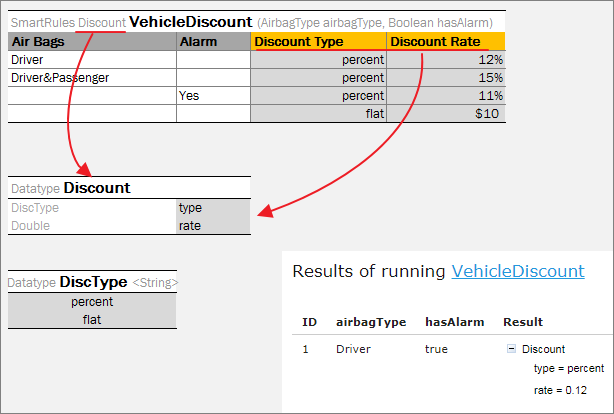 SmartRules Discount VehicleDiscount (AirbagType airbagType, Boolean hasAlarm)
Air Bags Alarm Discount Type Discount Rate
Driver percent 12%
Driver&Passenger percent 15%
Yes percent 11%
flat $10
Datatype Discount
DiscType type
Double rate
Datatype DiscType <String>
percent
flat
Results of running VehicleDiscount
ID airbagType hasAlarm Result
1 Driver true Discount
type = percent
rate = 0.12